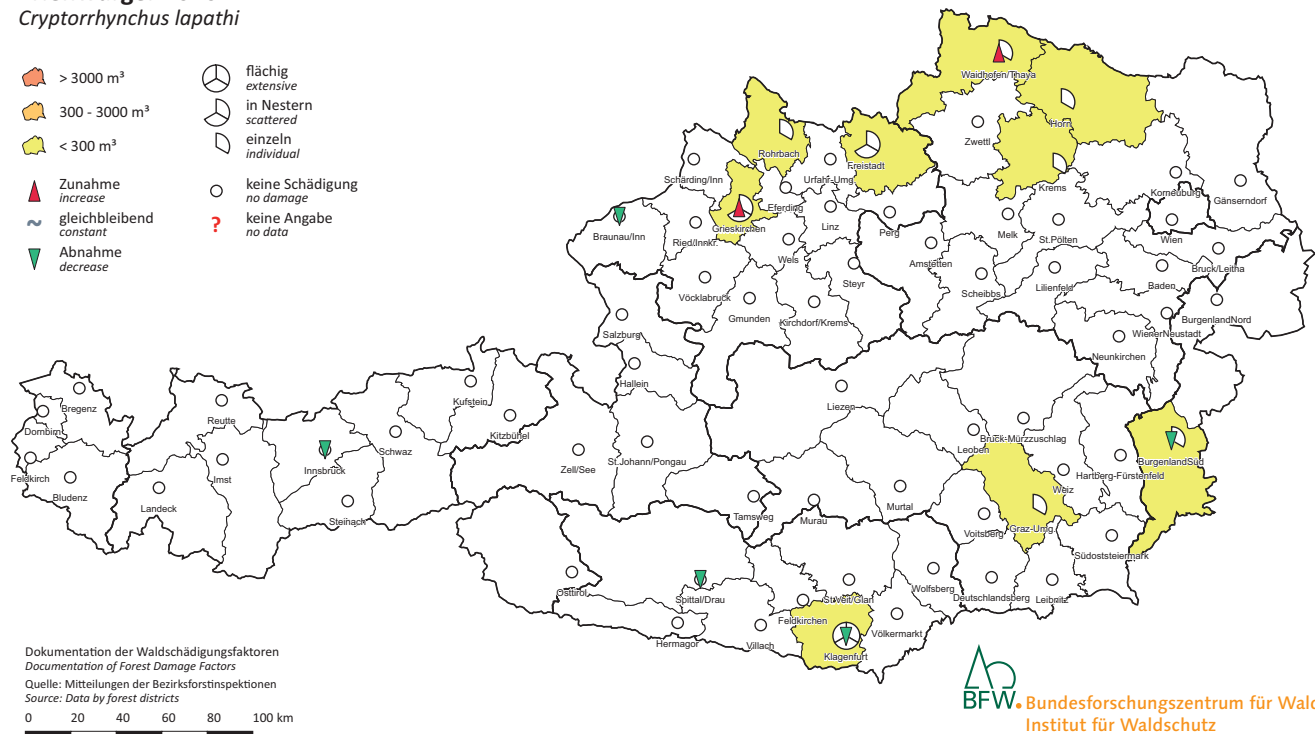 Cryptorrhynchus lapathi
> 3000 m³
300 - 3000 m³
< 300 m³
flächig
extensive
in Nestern
scattered
einzeln
individual
Zunahme
increase
~ gleichbleibend
constant
Abnahme
decrease
keine Schädigung
no damage
? keine Angabe
no data
Waidhofen/Thaya
Horn
Zwettl
Krems
Rohrbach
Freistadt
Schärding/Inn
Urfahr-Umg.
Eferding
Grieskirchen
Braunau/Inn
Ried/Innkr.
Linz
Perg
Wels
Steyr
Vöcklabruck
Gmunden
Kirchdorf/Krems
Korneuburg
Gänserndorf
Melk
St.Pölten
Wien
Amstetten
Scheibbs
Lilienfeld
Baden
Bruck/Leitha
BurgenlandNord
WienerNeustadt
Neunkirchen
Salzburg
Hallein
Bregenz
Dornbirn
Feldkirch
Bludenz
Reutte
Imst
Landeck
Innsbruck
Steinach
Schwaz
Kufstein
Kitzbühel
Zell/See
St.Johann/Pongau
Tamsweg
Liezen
Leoben
Bruck-Mürzzuschlag
Hartberg-Fürstenfeld
BurgenlandSüd
Weiz
Graz-Umg.
Murtal
Murau
Voitsberg
Südoststeiermark
Deutschlandsberg
Leibnitz
Osttirol
Spittal/Drau
Hermagor
Villach
Feldkirchen
St.Veit/Glan
Klagenfurt
Völkermarkt
Wolfsberg
Dokumentation der Waldschädigungsfaktoren
Documentation of Forest Damage Factors
Quelle: Mitteilungen der Bezirksforstinspektionen
Source: Data by forest districts
0 20 40 60 80 100 km
BFW.
Bundesforschungszentrum für Wald
Institut für Waldschutz